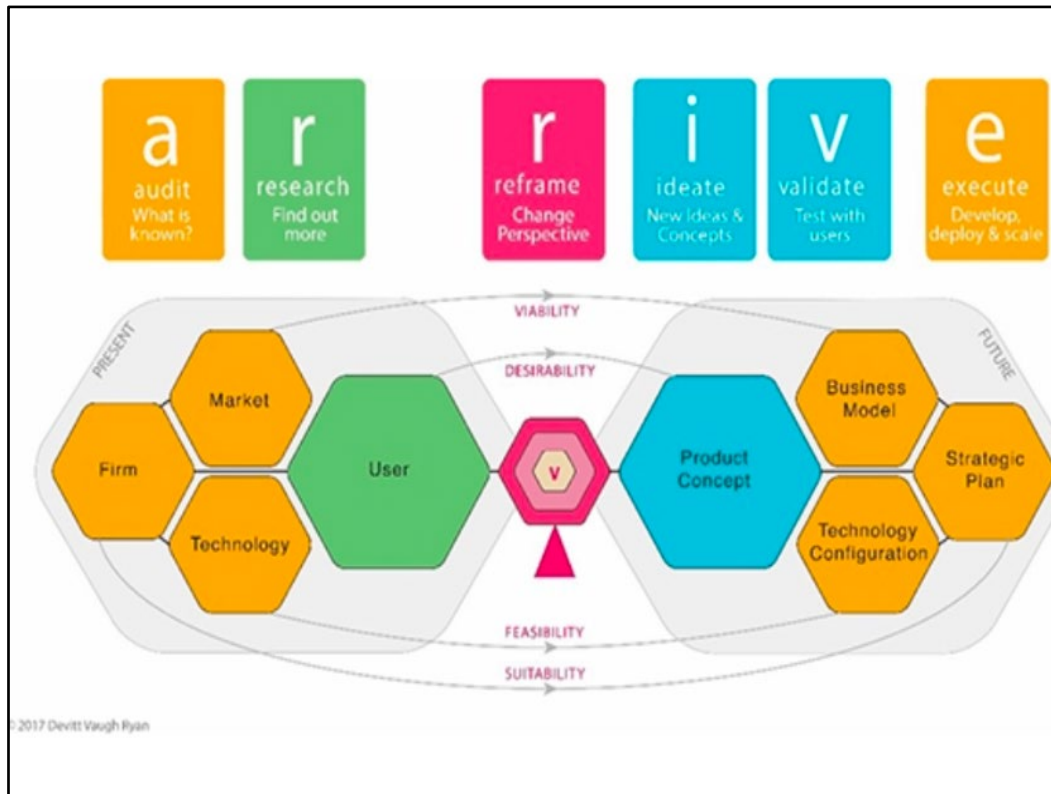 a
audit
What is
known?
r
research
Find out
more
r
reframe
Change
Perspective
i
ideate
New Ideas &
Concepts
v
validate
Test with
users
e
execute
Develop,
deploy & scale
PRESENT
FUTURE
VIABILITY
DESIRABILITY
Firm
Market
Technology
User
V
Product
Concept
Business
Model
Technology
Configuration
Strategic
Plan
FEASIBILITY
SUITABILITY
© 2017 Devitt Vaugh Ryan